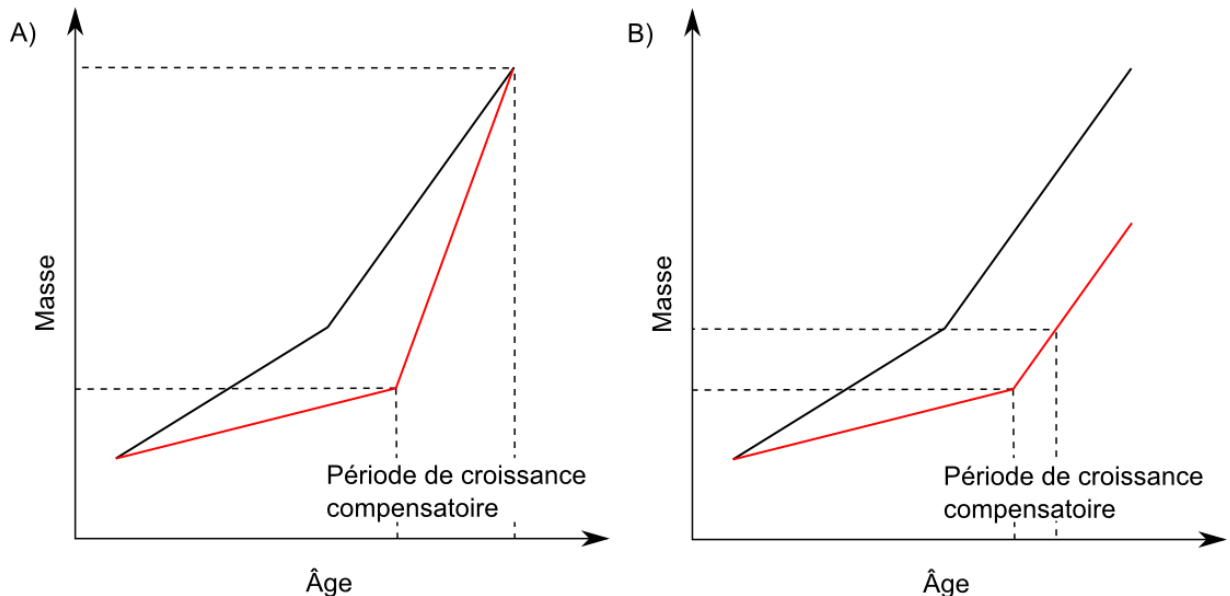 A)
Masse
Période de croissance
compensatoire
Âge
B)
Masse
Période de croissance
compensatoire
Âge